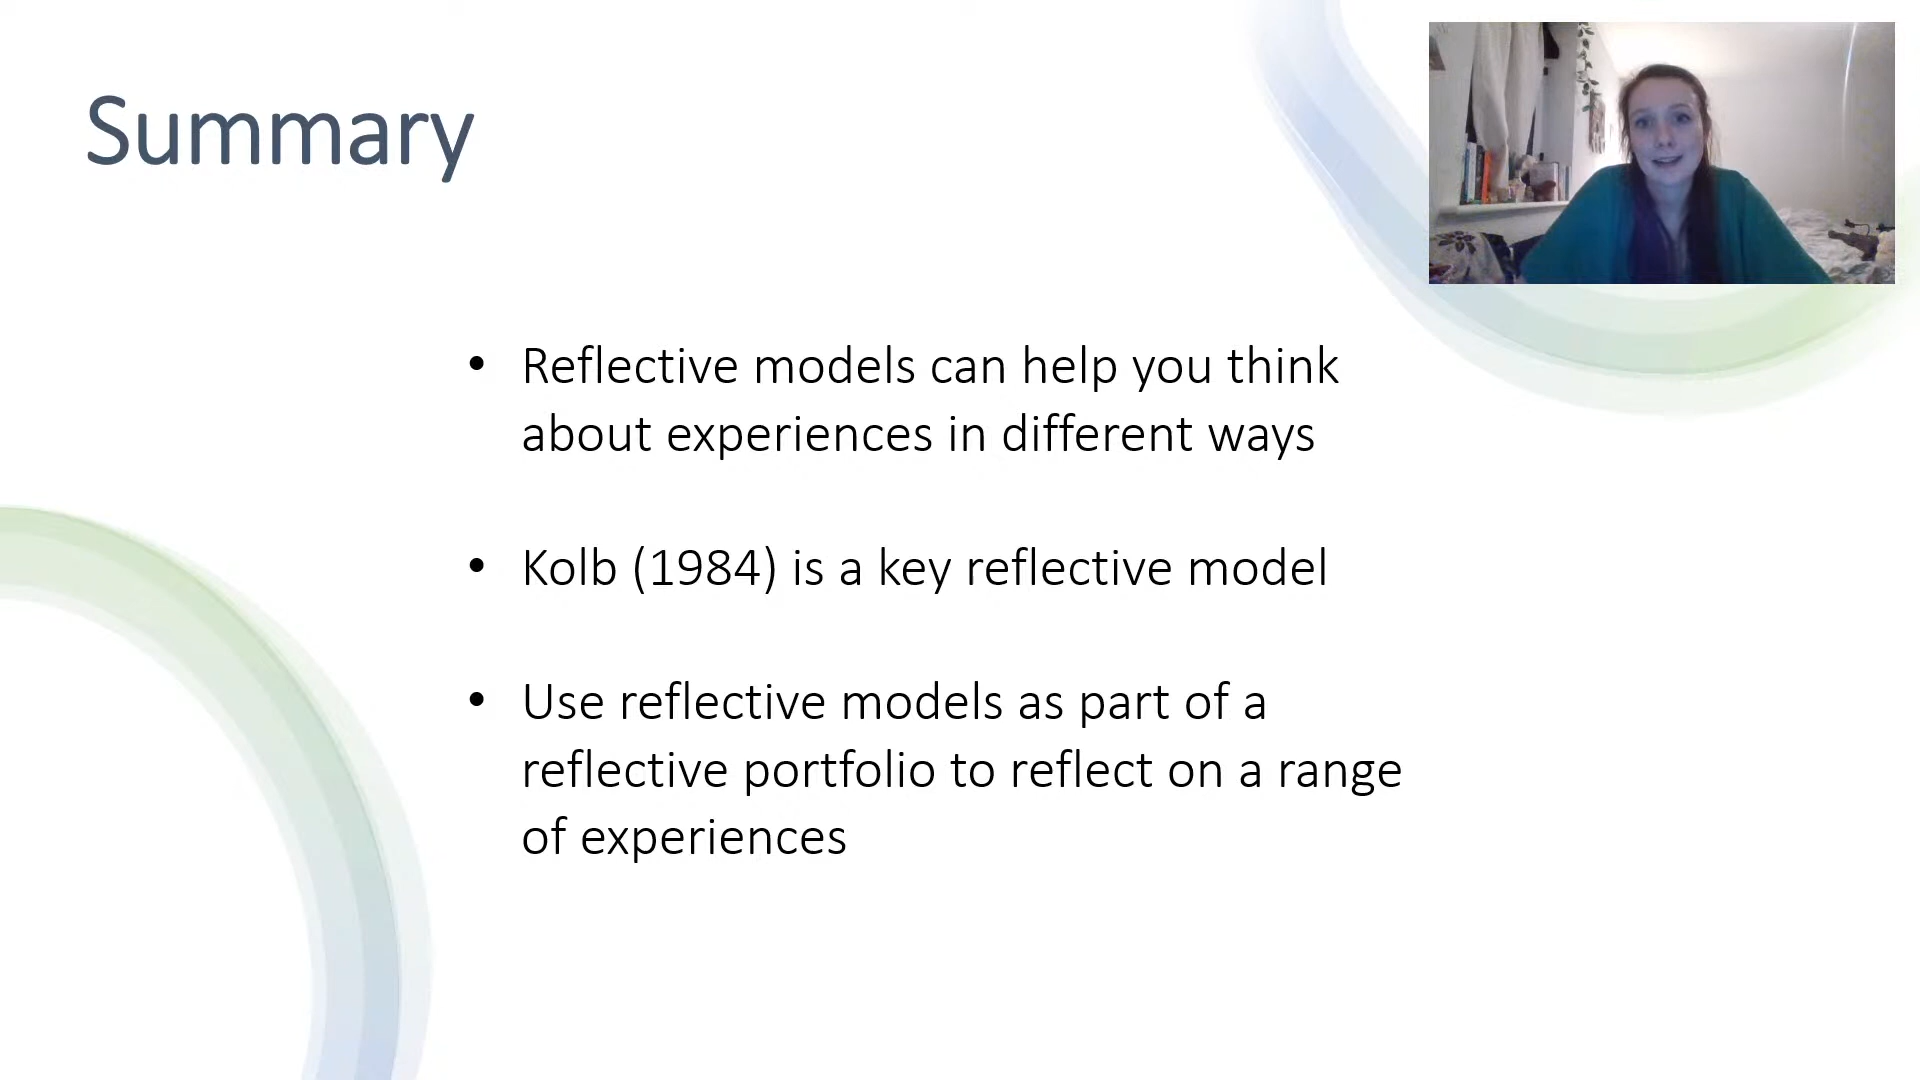 Summary
• Reflective models can help you think
about experiences in different ways
• Kolb (1984) is a key reflective model
• Use reflective models as part of a
reflective portfolio to reflect on a range
of experiences